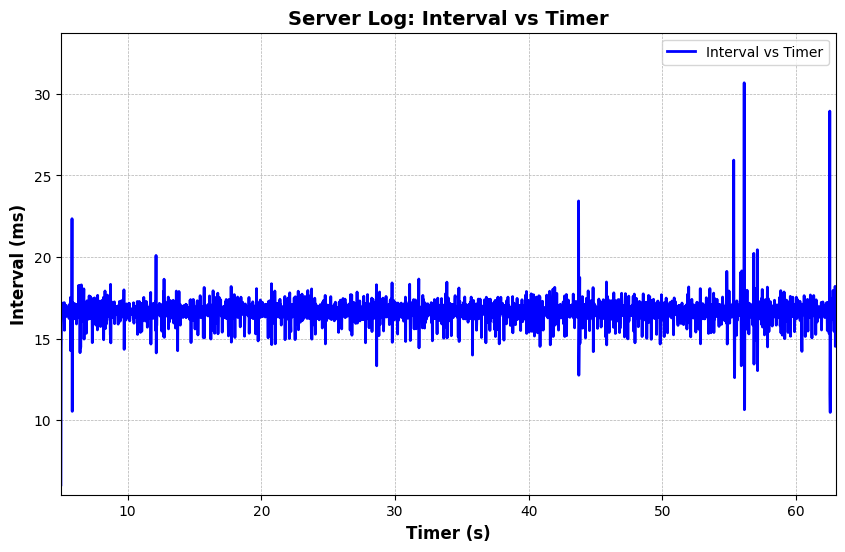 Server Log: Interval vs Timer
Interval vs Timer
30
25
20
15
10
Interval (ms)
10 20 30 40 50 60
Timer (s)